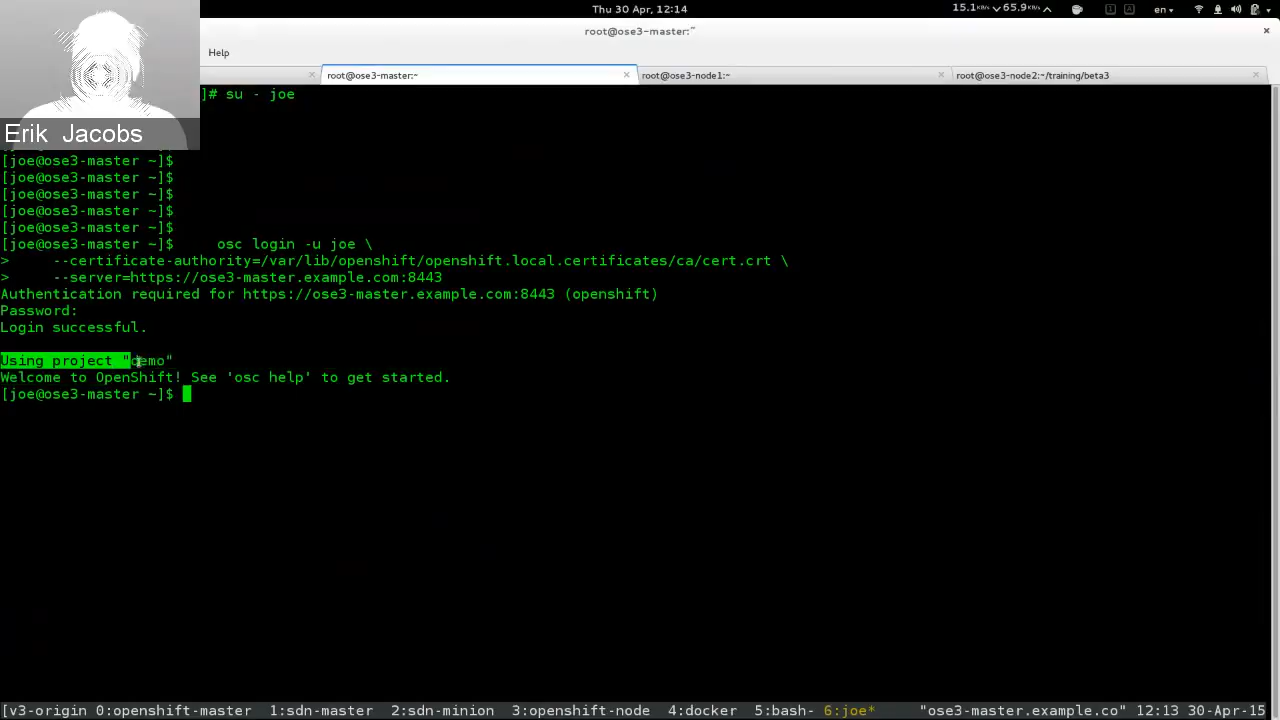 Thu 30 Apr, 12:14
15.1KB/s 65.9KB/s
en
root@ose3-master:~
Help
root@ose3-master:~
root@ose3-node1:~
root@ose3-node2:~/training/beta3
Erik Jacobs
]# su - joe
[joe@ose3-master ~]$
[joe@ose3-master ~]$
[joe@ose3-master ~]$
[joe@ose3-master ~]$
[joe@ose3-master ~]$
[joe@ose3-master ~]$     osc login -u joe \
>     --certificate-authority=/var/lib/openshift/openshift.local.certificates/ca/cert.crt \
>     --server=https://ose3-master.example.com:8443
Authentication required for https://ose3-master.example.com:8443 (openshift)
Password:
Login successful.
Using project "demo"
Welcome to OpenShift! See 'osc help' to get started.
[joe@ose3-master ~]$
[v3-origin 0:openshift-master  1:sdn-master  2:sdn-minion  3:openshift-node  4:docker  5:bash- 6:joe*     "ose3-master.example.co" 12:13 30-Apr-15